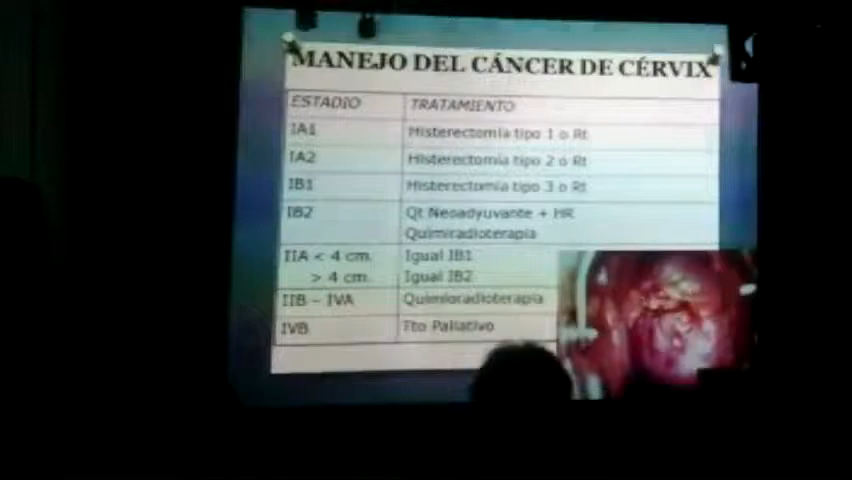 MANEJO DEL CÁNCER DE CÉRVIX
ESTADIO TRATAMIENTO
IA1 Histerectomía tipo 1 o Rt
IA2 Histerectomía tipo 2 o Rt
IB1 Histerectomía tipo 3 o Rt
IB2 Qt Neoadyuvante + HR
Quimiradioterapia
IIA < 4 cm. Igual IB1
> 4 cm. Igual IB2
IIB – IVA Quimioradioterapia
IVB Tto Paliativo